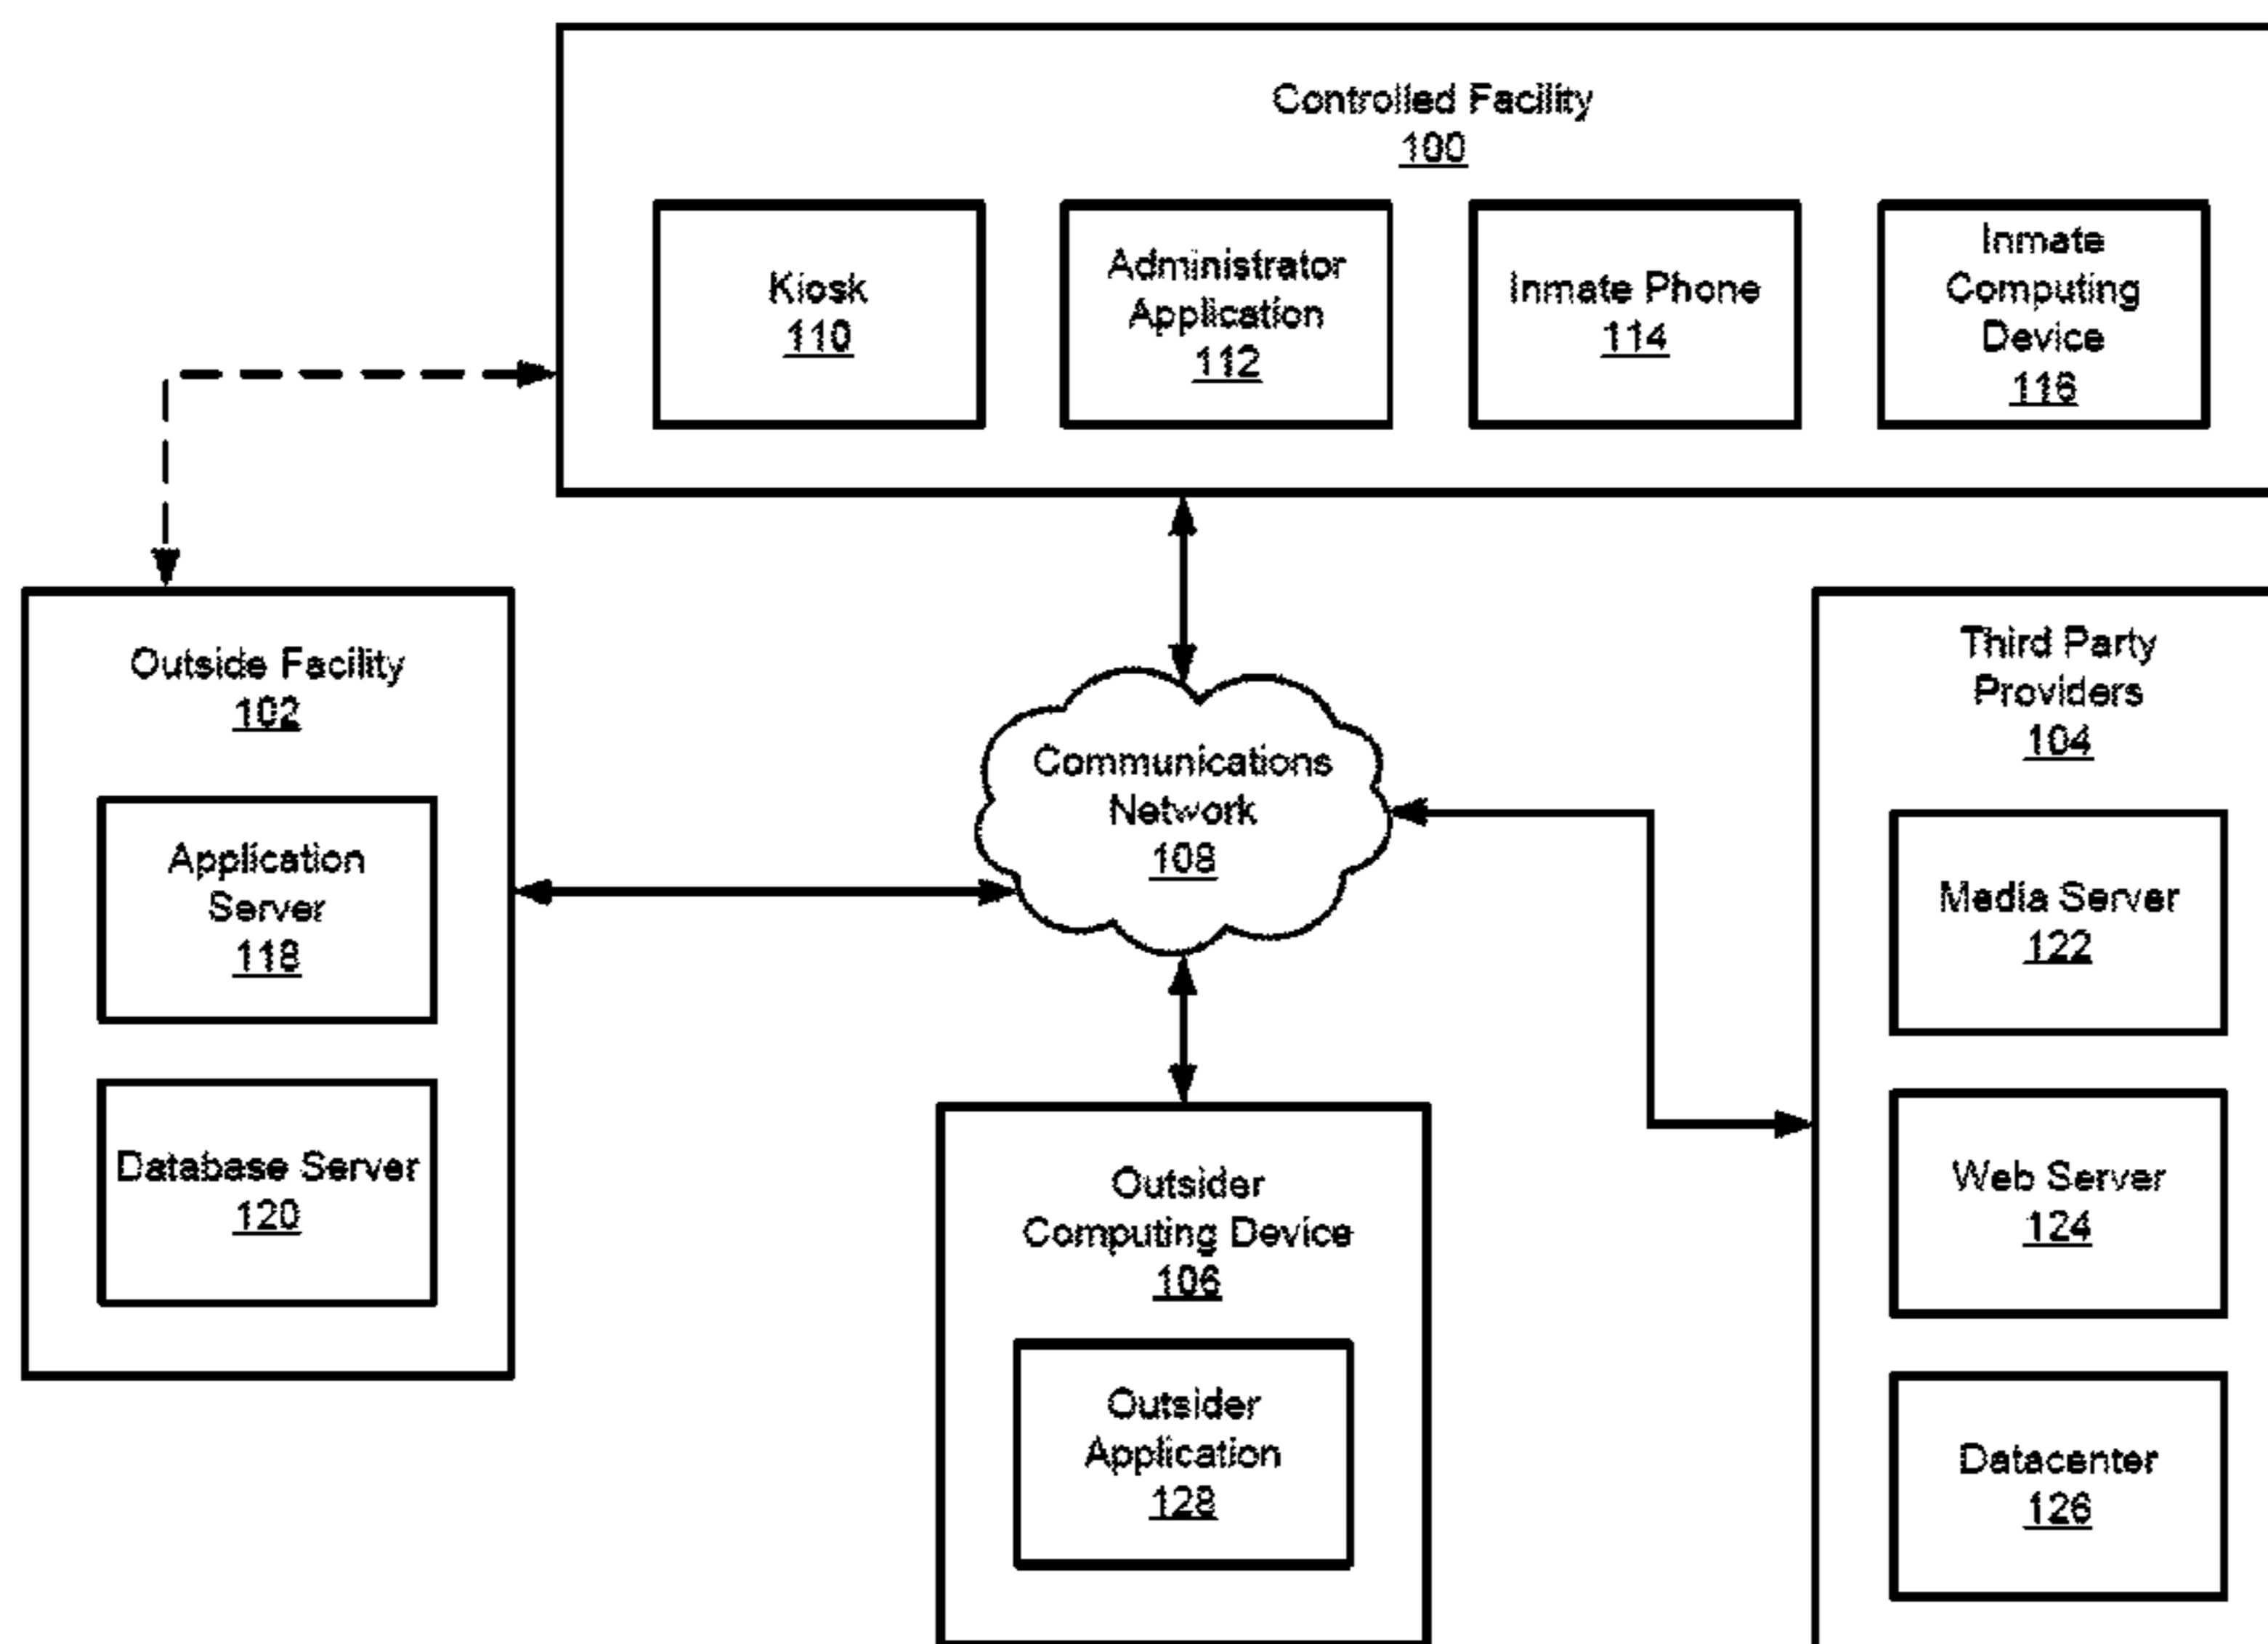 Controlled Facility
100
Kiosk
110
Administrator
Application
112
Inmate Phone
114
Inmate
Computing
Device
116
Outside Facility
102
Application
Server
118
Database Server
120
Communications
Network
108
Outsider
Computing Device
106
Outsider
Application
128
Third Party
Providers
104
Media Server
122
Web Server
124
Datacenter
126